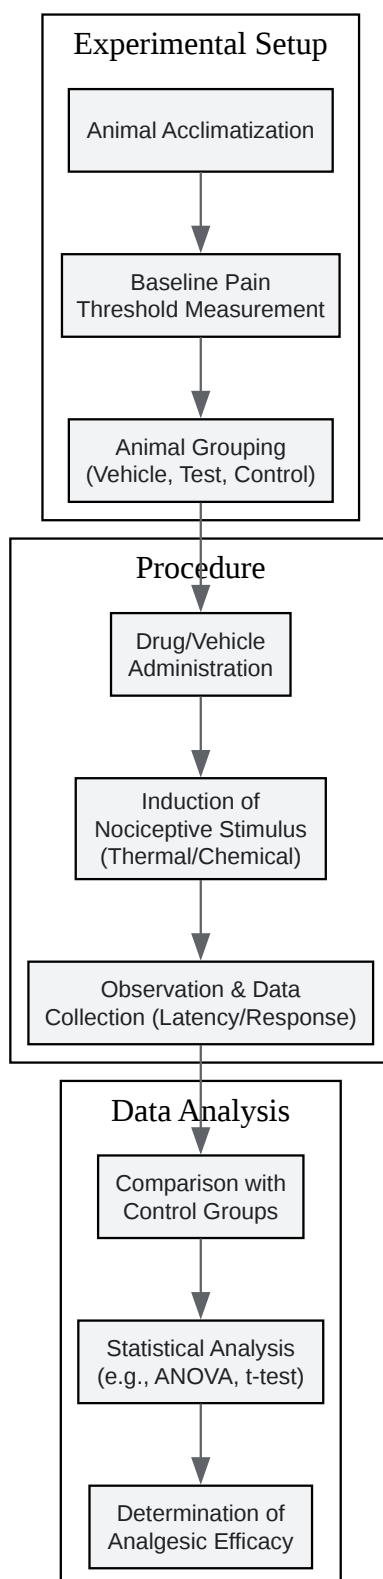 Experimental Setup
Animal Acclimatization
Baseline Pain
Threshold Measurement
Animal Grouping
(Vehicle, Test, Control)
Procedure
Drug/Vehicle
Administration
Induction of
Nociceptive Stimulus
(Thermal/Chemical)
Observation & Data
Collection (Latency/Response)
Data Analysis
Comparison with
Control Groups
Statistical Analysis
(e.g., ANOVA, t-test)
Determination of
Analgesic Efficacy